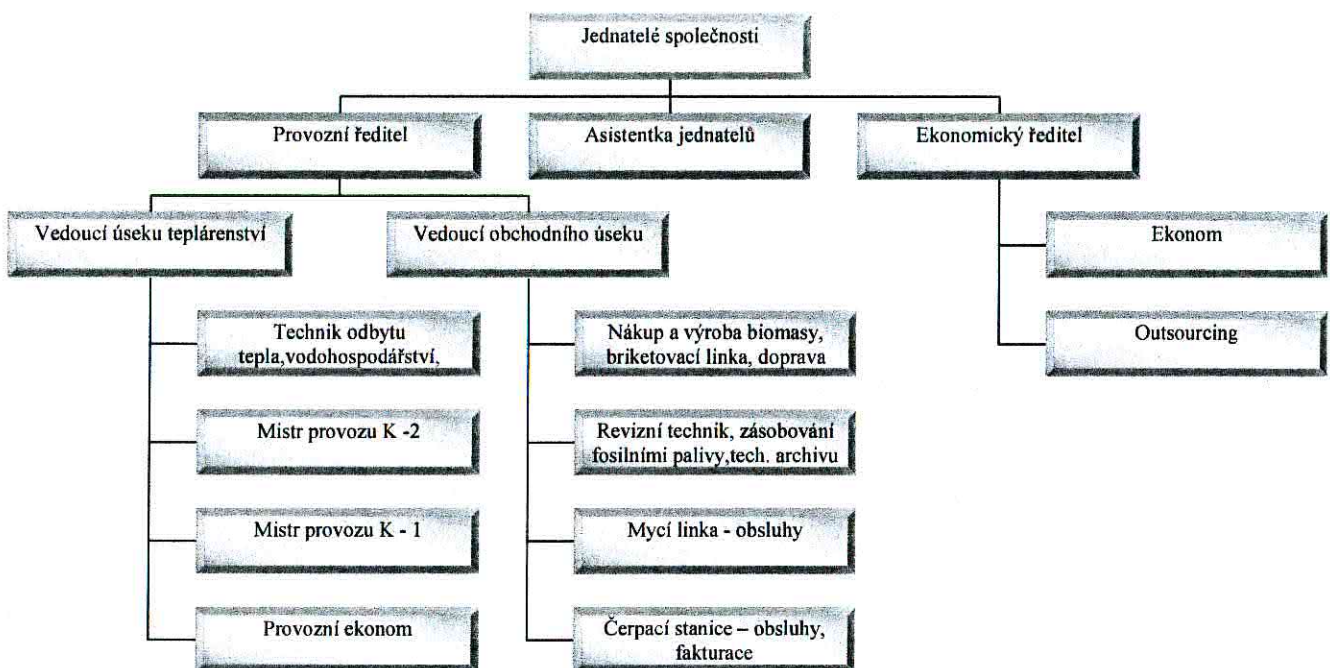 Jednatelé společnosti
Provozní ředitel
Asistentka jednatelů
Ekonomický ředitel
Vedoucí úseku teplárenství
Vedoucí obchodního úseku
Ekonom
Technik odbytu
tepla,vodohospodářství,
Nákup a výroba biomasy,
briketovací linka, doprava
Outsourcing
Mistr provozu K -2
Revizní technik, zásobování
fosilními palivy,tech. archivu
Mistr provozu K - 1
Mycí linka - obsluhy
Provozní ekonom
Čerpací stanice – obsluhy,
fakturace